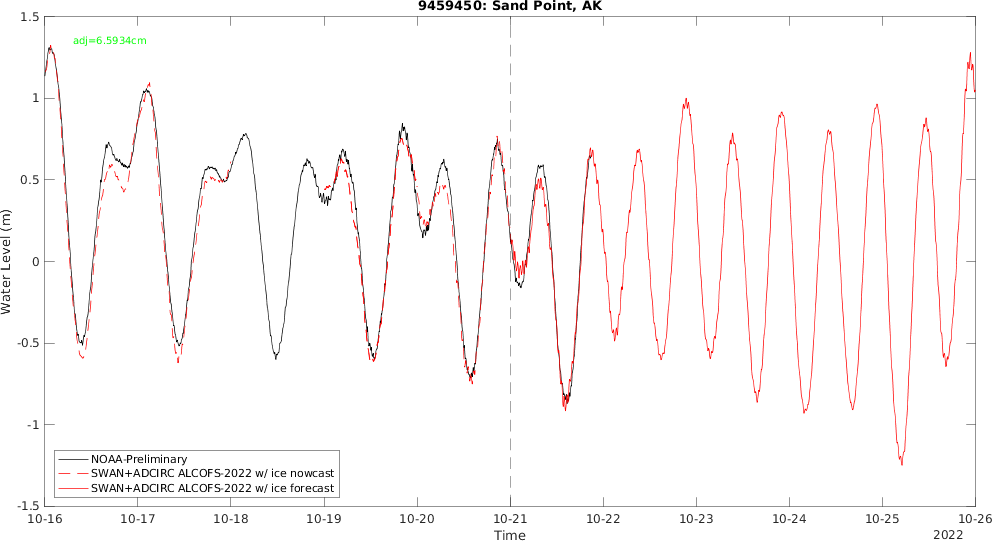 9459450: Sand Point, AK
adj=6.5934cm
Water Level (m)
1.5
1
0.5
0
-0.5
-1
-1.5
NOAA-Preliminary
SWAN+ADCIRC ALCOFS-2022 w/ ice nowcast
SWAN+ADCIRC ALCOFS-2022 w/ ice forecast
10-16 10-17 10-18 10-19 10-20 10-21 10-22 10-23 10-24 10-25 10-26
Time
2022